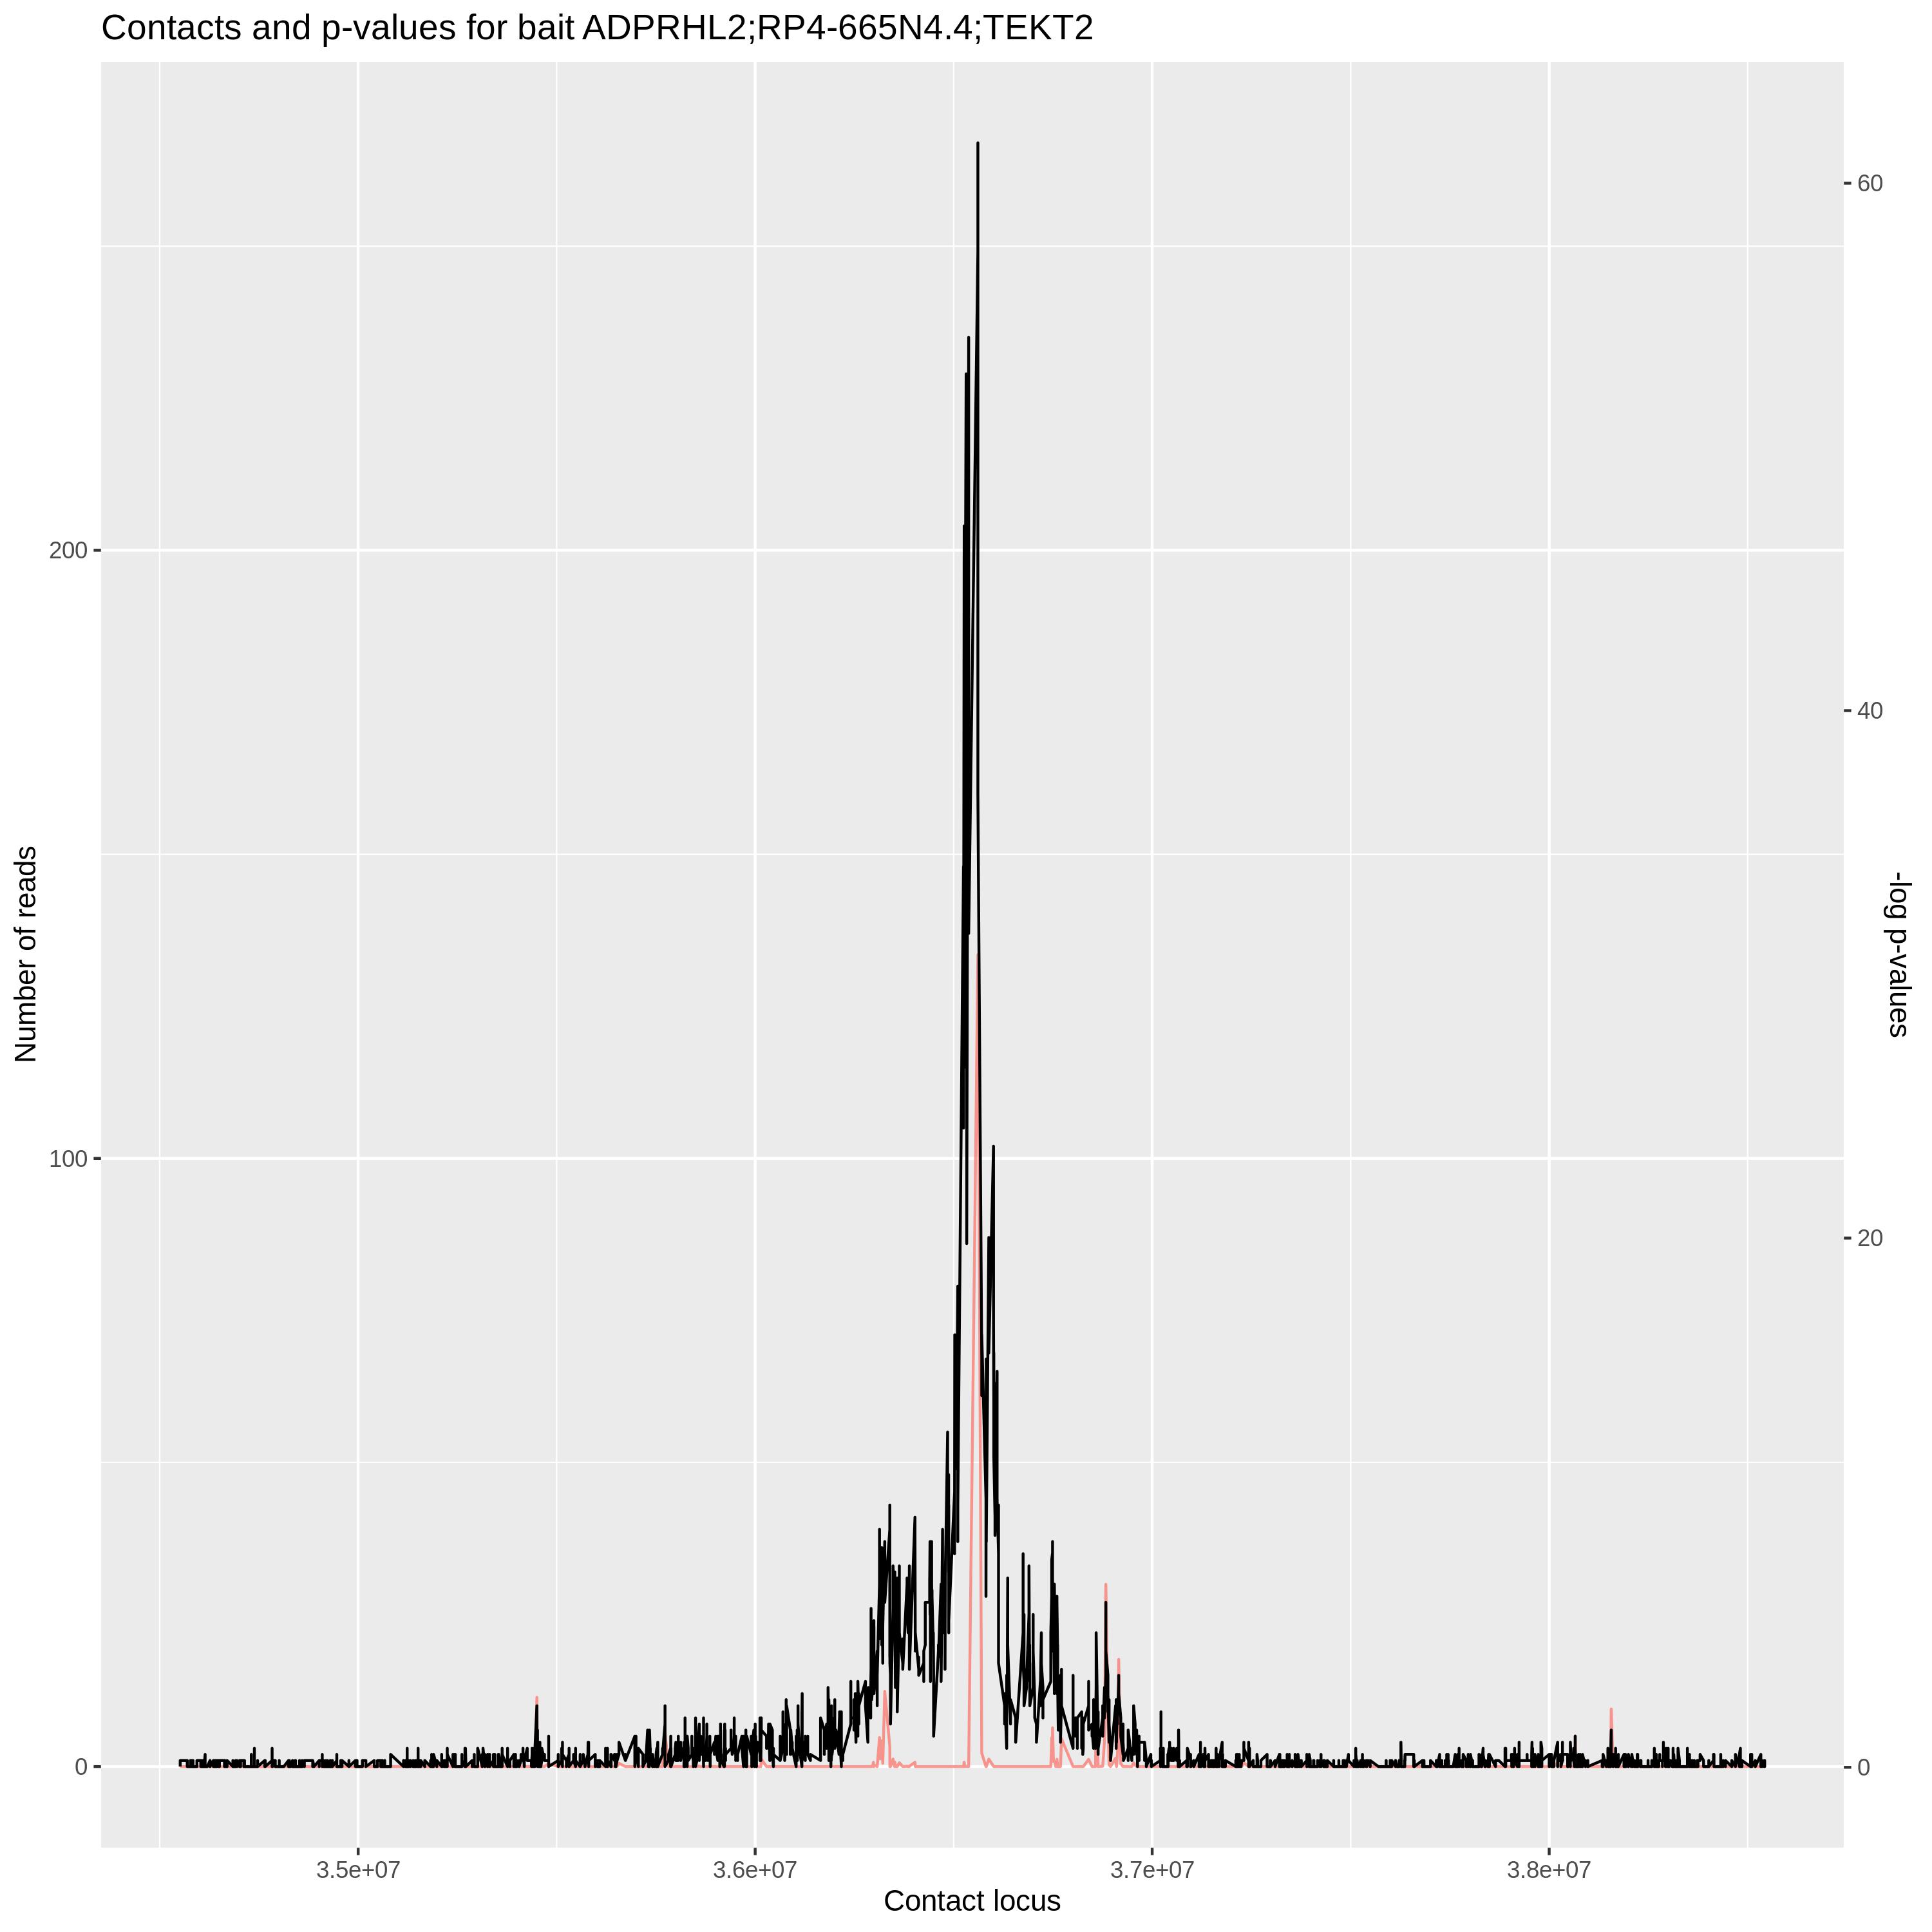 Contacts and p-values for bait ADPRHL2;RP4-665N4.4;TEKT2
60
200
40
Number of reads
-log p-values
100
20
0
0
3.5e+07
3.6e+07
3.7e+07
3.8e+07
Contact locus